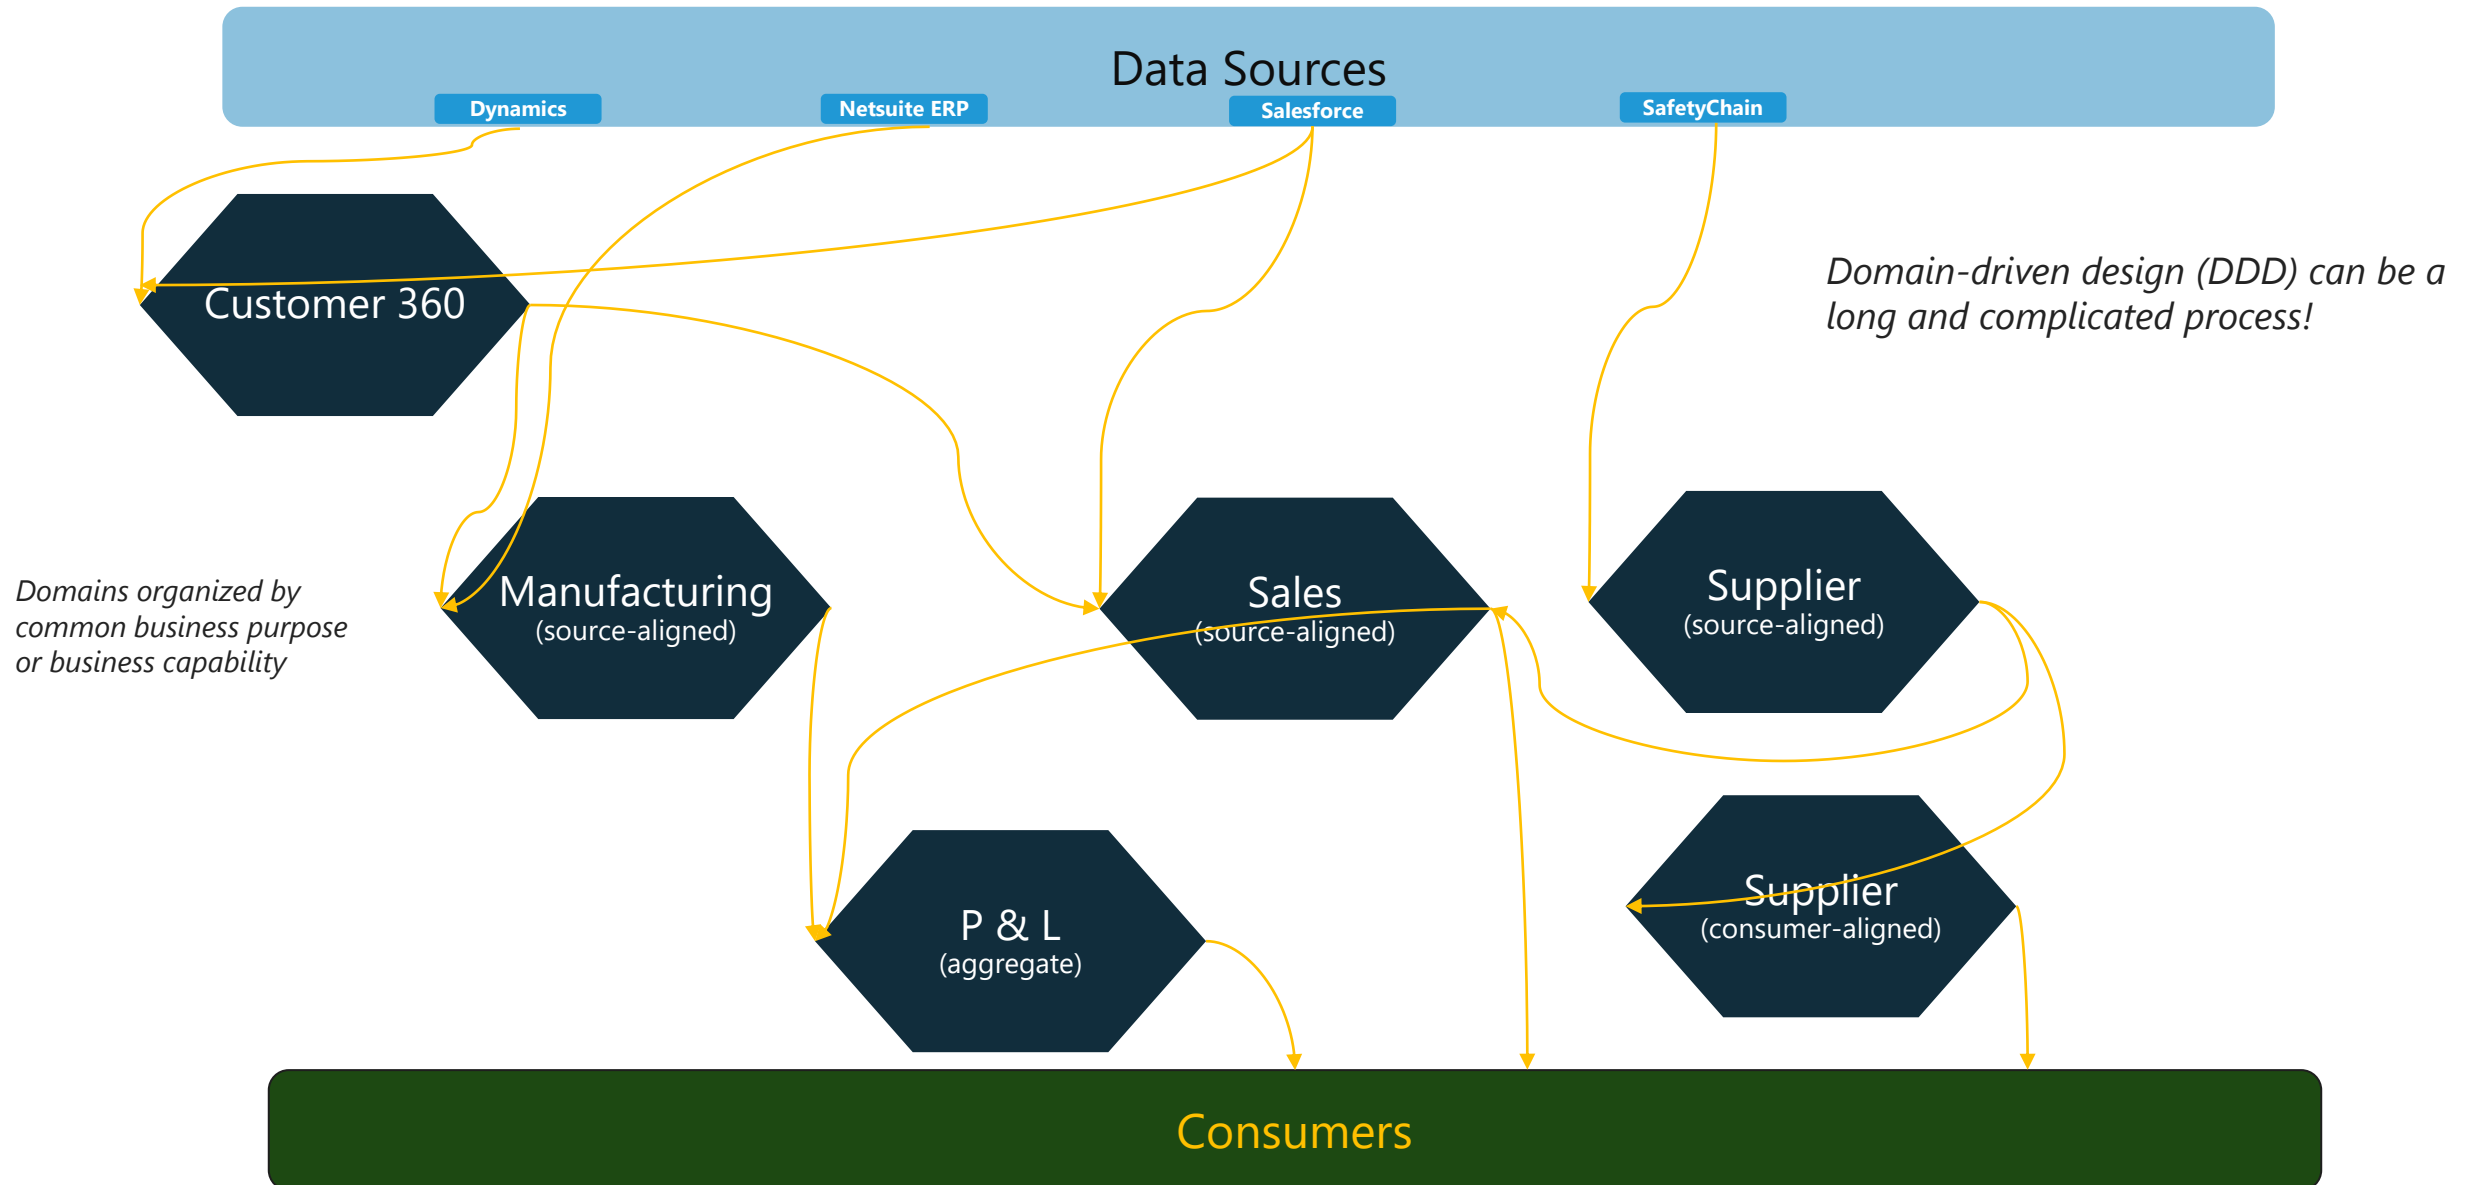 Data Sources
Dynamics
Netsuite ERP
Salesforce
SafetyChain
Customer 360
Domain-driven design (DDD) can be a
long and complicated process!
Domains organized by
common business purpose
or business capability
Manufacturing
(source-aligned)
Sales
(source-aligned)
Supplier
(source-aligned)
P & L
(aggregate)
Supplier
(consumer-aligned)
Consumers